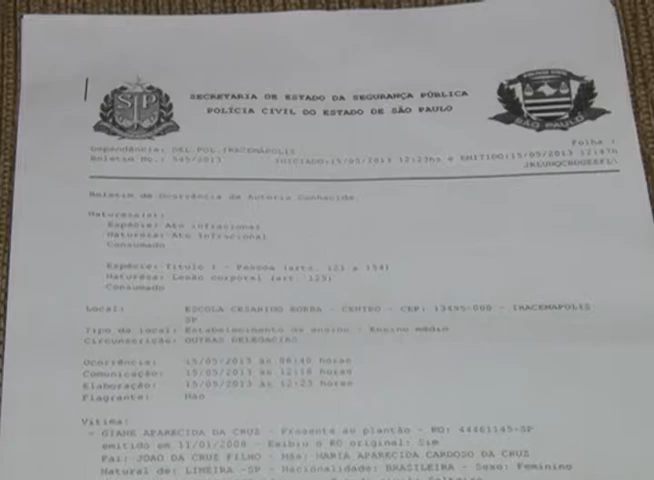 SP
POLICIA CIVIL
SÃO PAULO
SECRETARIA DE ESTADO DA SEGURANÇA PÚBLICA
POLÍCIA CIVIL DO ESTADO DE SÃO PAULO
Folha
Dependência: DEL.POL.IRACEMÁPOLIS
Boletim No.: 545/2013 INICIADO:15/05/2013 12:23hs e EMITIDO:15/05/2013 12:47h
Boletim de Ocorrência de Autoria Conhecida.
Natureza(s):
Espécie: Ato infracional
Natureza: Ato Infracional
Consumado
Espécie: Título I - Pessoa (arts. 121 a 154)
Natureza: Lesão corporal (art. 129)
Consumado
Local: ESCOLA CESARINO BORBA - CENTRO - CEP: 13495-000 - IRACEMAPOLIS
SP
Tipo de local: Estabelecimento de ensino - Ensino médio
Circunscrição: OUTRAS DELEGACIAS
Ocorrência: 15/05/2013 às 08:40 horas
Comunicação: 15/05/2013 às 12:18 horas
Elaboração: 15/05/2013 às 12:23 horas
Flagrante: Não
Vítima:
- GIANE APARECIDA DA CRUZ - Presente ao plantão - RG: 44461145-SP
emitido em 11/01/2008 - Exibiu o RG original: Sim
Pai: JOAO DA CRUZ FILHO - Mãe: MARIA APARECIDA CARDOSO DA CRUZ
Natural de: LIMEIRA -SP - Nacionalidade: BRASILEIRA - Sexo: Feminino